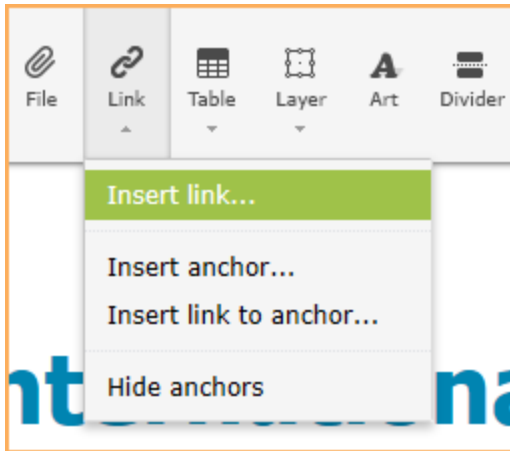 File Link Table Layer Art Divider
Insert link...
Insert anchor...
Insert link to anchor...
Hide anchors